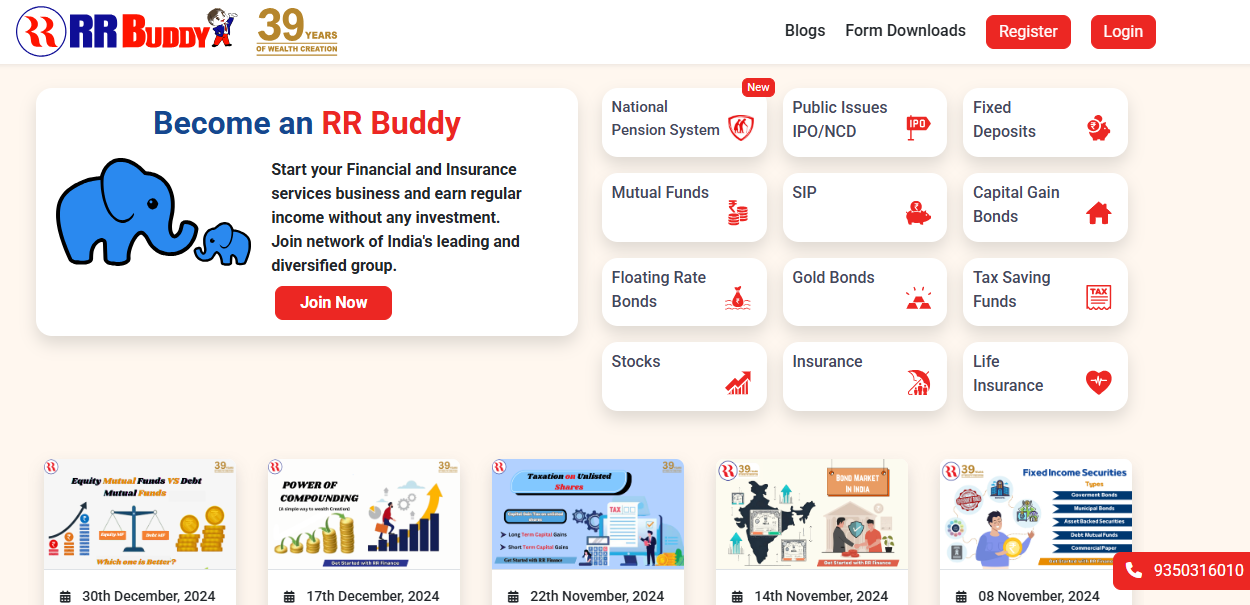 RR BUDDY
39 YEARS
OF WEALTH CREATION
Blogs
Form Downloads
Register
Login
Become an RR Buddy
Start your Financial and Insurance
services business and earn regular
income without any investment.
Join network of India's leading and
diversified group.
Join Now
New
National
Pension System
Public Issues
IPO/NCD
IPO
Fixed
Deposits
Mutual Funds
SIP
Capital Gain
Bonds
Floating Rate
Bonds
Gold Bonds
Tax Saving
Funds
TAX
Stocks
Insurance
Life
Insurance
39
Equity Mutual Funds VS Debt
Mutual Funds
Equity MF
Debt MF
Which one is Better?
30th December, 2024
39
POWER OF
COMPOUNDING
(A simple way to wealth Creation)
Get Started with RR Finance
17th December, 2024
39
Taxation on Unlisted
Shares
TAX
Long Term Capital Gains
Short Term Capital Gains
Get Started with RR Finance
22nd November, 2024
39
BOND MARKET
IN INDIA
Get Started with RR Finance
14th November, 2024
39
Fixed Income Securities
Types
Goverment Bonds
Municipal Bonds
Asset Backed Securities
Debt Mutual Funds
Commercial Paper
08 November, 2024
9350316010